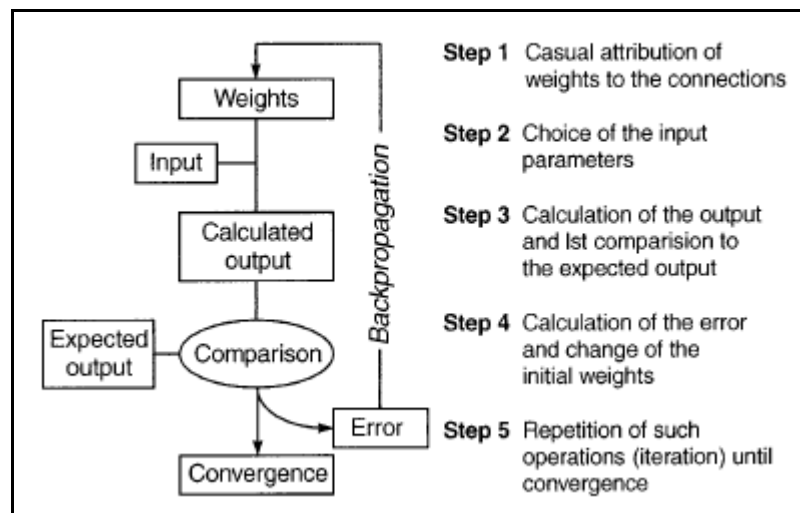 Weights
Input
Calculated
output
Expected
output
Comparison
Error
Convergence
Backpropagation
Step 1 Casual attribution of
weights to the connections
Step 2 Choice of the input
parameters
Step 3 Calculation of the output
and Ist comparision to
the expected output
Step 4 Calculation of the error
and change of the
initial weights
Step 5 Repetition of such
operations (iteration) until
convergence